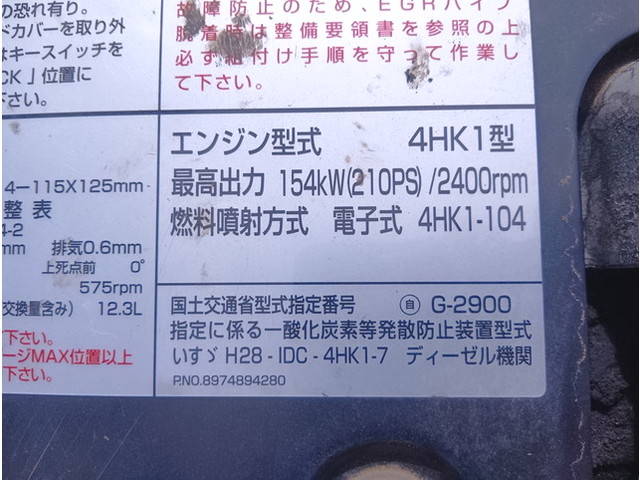 の恐れ有り。
ドカバーを取り外
はキースイッチを
CK」位置に
い。
故障防止のため、EGRパイプ
脱着時は整備要領書を参照の上
必ず組付け手順を守って作業し
て下さい。
4-115X125mm
整 表
4-2
mm 排気0.6mm
上死点前 0°
575rpm
交換量含み) 12.3L
下さい。
ージMAX位置以上
下さい。
エンジン型式 4HK1型
最高出力 154kW(210PS)/2400rpm
燃料噴射方式 電子式 4HK1-104
国土交通省型式指定番号 ㉂ G-2900
指定に係る一酸化炭素等発散防止装置型式
いすゞ H28-IDC-4HK1-7 ディーゼル機関
P.NO.8974894280